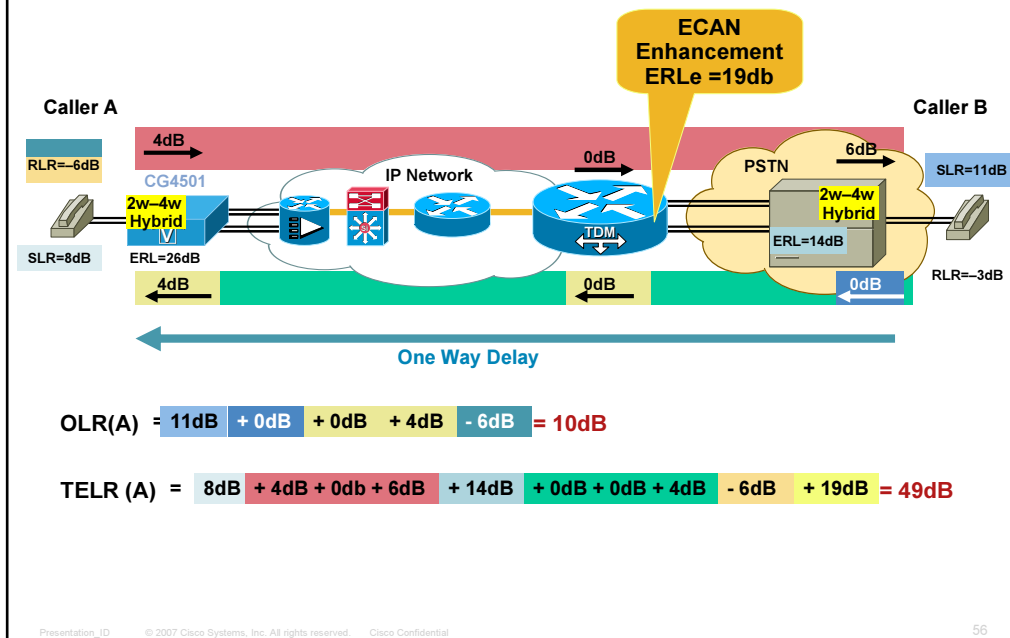 ECAN
Enhancement
ERLe =19db
Caller A
Caller B
4dB
RLR=–6dB
0dB
6dB
PSTN
SLR=11dB
CG4501
IP Network
2w–4w
Hybrid
V
SI
TDM
2w–4w
Hybrid
ERL=14dB
SLR=8dB
ERL=26dB
RLR=–3dB
4dB
0dB
0dB
One Way Delay
OLR(A) = 11dB + 0dB + 0dB + 4dB - 6dB = 10dB
TELR (A) = 8dB + 4dB + 0db + 6dB + 14dB + 0dB + 0dB + 4dB - 6dB + 19dB = 49dB
Presentation_ID © 2007 Cisco Systems, Inc. All rights reserved. Cisco Confidential 56